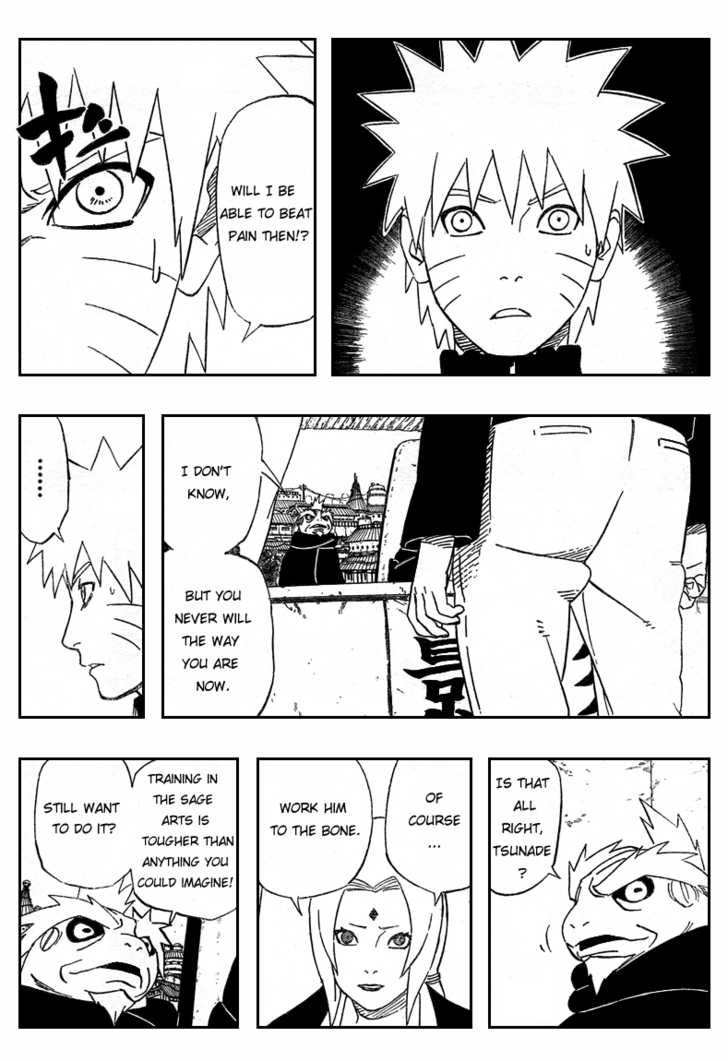 WILL I BE
ABLE TO BEAT
PAIN THEN!?
I DON'T
KNOW,
BUT YOU
NEVER WILL
THE WAY
YOU ARE
NOW.
......
IS THAT
ALL
RIGHT,
TSUNADE
?
OF
COURSE
...
WORK HIM
TO THE BONE.
TRAINING IN
THE SAGE
ARTS IS
TOUGHER THAN
ANYTHING YOU
COULD IMAGINE!
STILL WANT
TO DO IT?